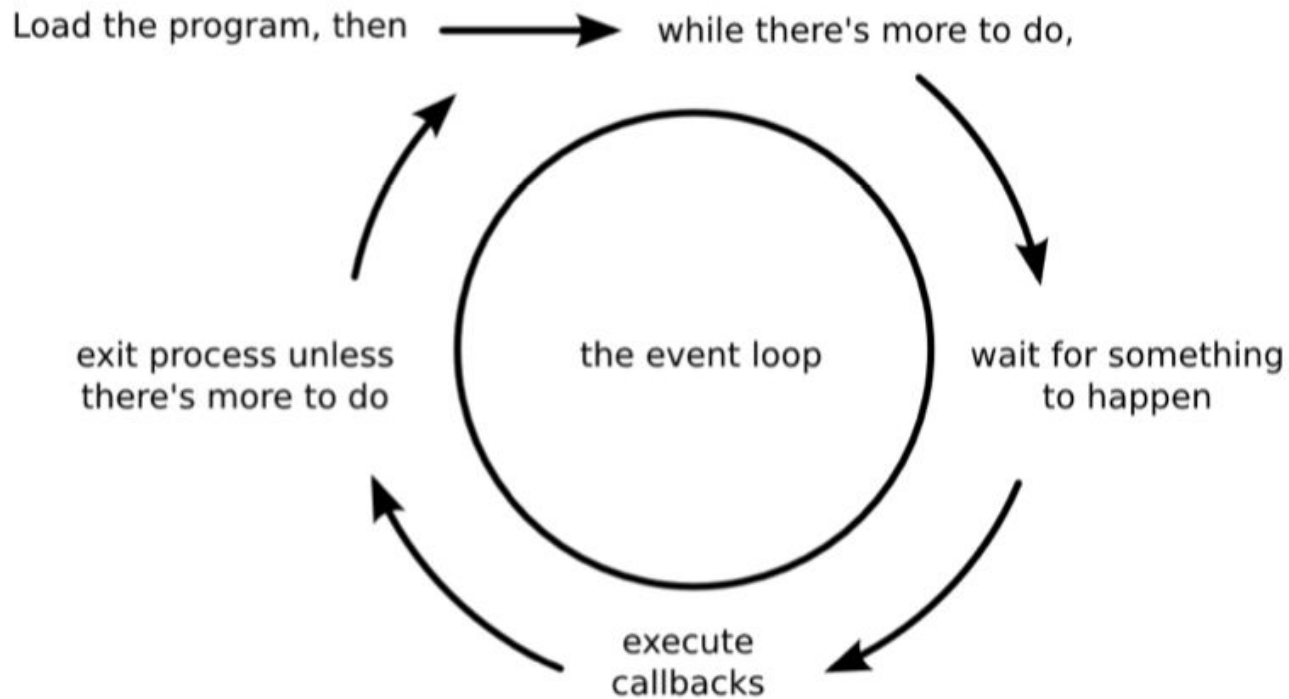 Load the program, then
while there's more to do,
wait for something
to happen
execute
callbacks
exit process unless
there's more to do
the event loop